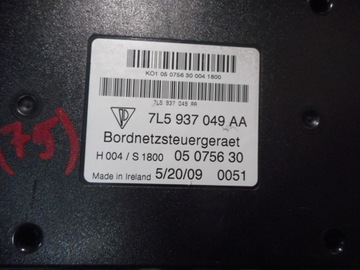 KO1 05 0756 30 004 1800
7L5 937 049 AA
7L5 937 049 AA
Bordnetzsteuergeraet
H 004 / S 1800 05 0756 30
Made in Ireland 5/20/09 0051
(75)